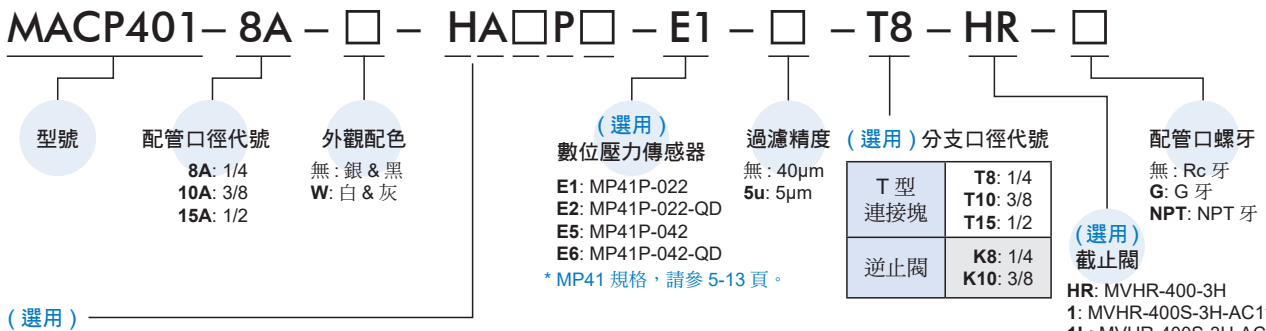 MACP401– 8A – □ – HA□P□ – E1 – □ – T8 – HR – □
型號
配管口徑代號
8A: 1/4
10A: 3/8
15A: 1/2
外觀配色
無 : 銀 & 黑
W: 白 & 灰
( 選用 )
數位壓力傳感器
E1: MP41P-022
E2: MP41P-022-QD
E5: MP41P-042
E6: MP41P-042-QD
* MP41 規格，請參 5-13 頁。
過濾精度
無 : 40μm
5u: 5μm
( 選用 ) 分支口徑代號
T 型
連接塊
T8: 1/4
T10: 3/8
T15: 1/2
逆止閥
K8: 1/4
K10: 3/8
( 選用 )
截止閥
HR: MVHR-400-3H
1: MVHR-400S-3H-AC1
配管口螺牙
無 : Rc 牙
G: G 牙
NPT: NPT 牙
( 選用 )